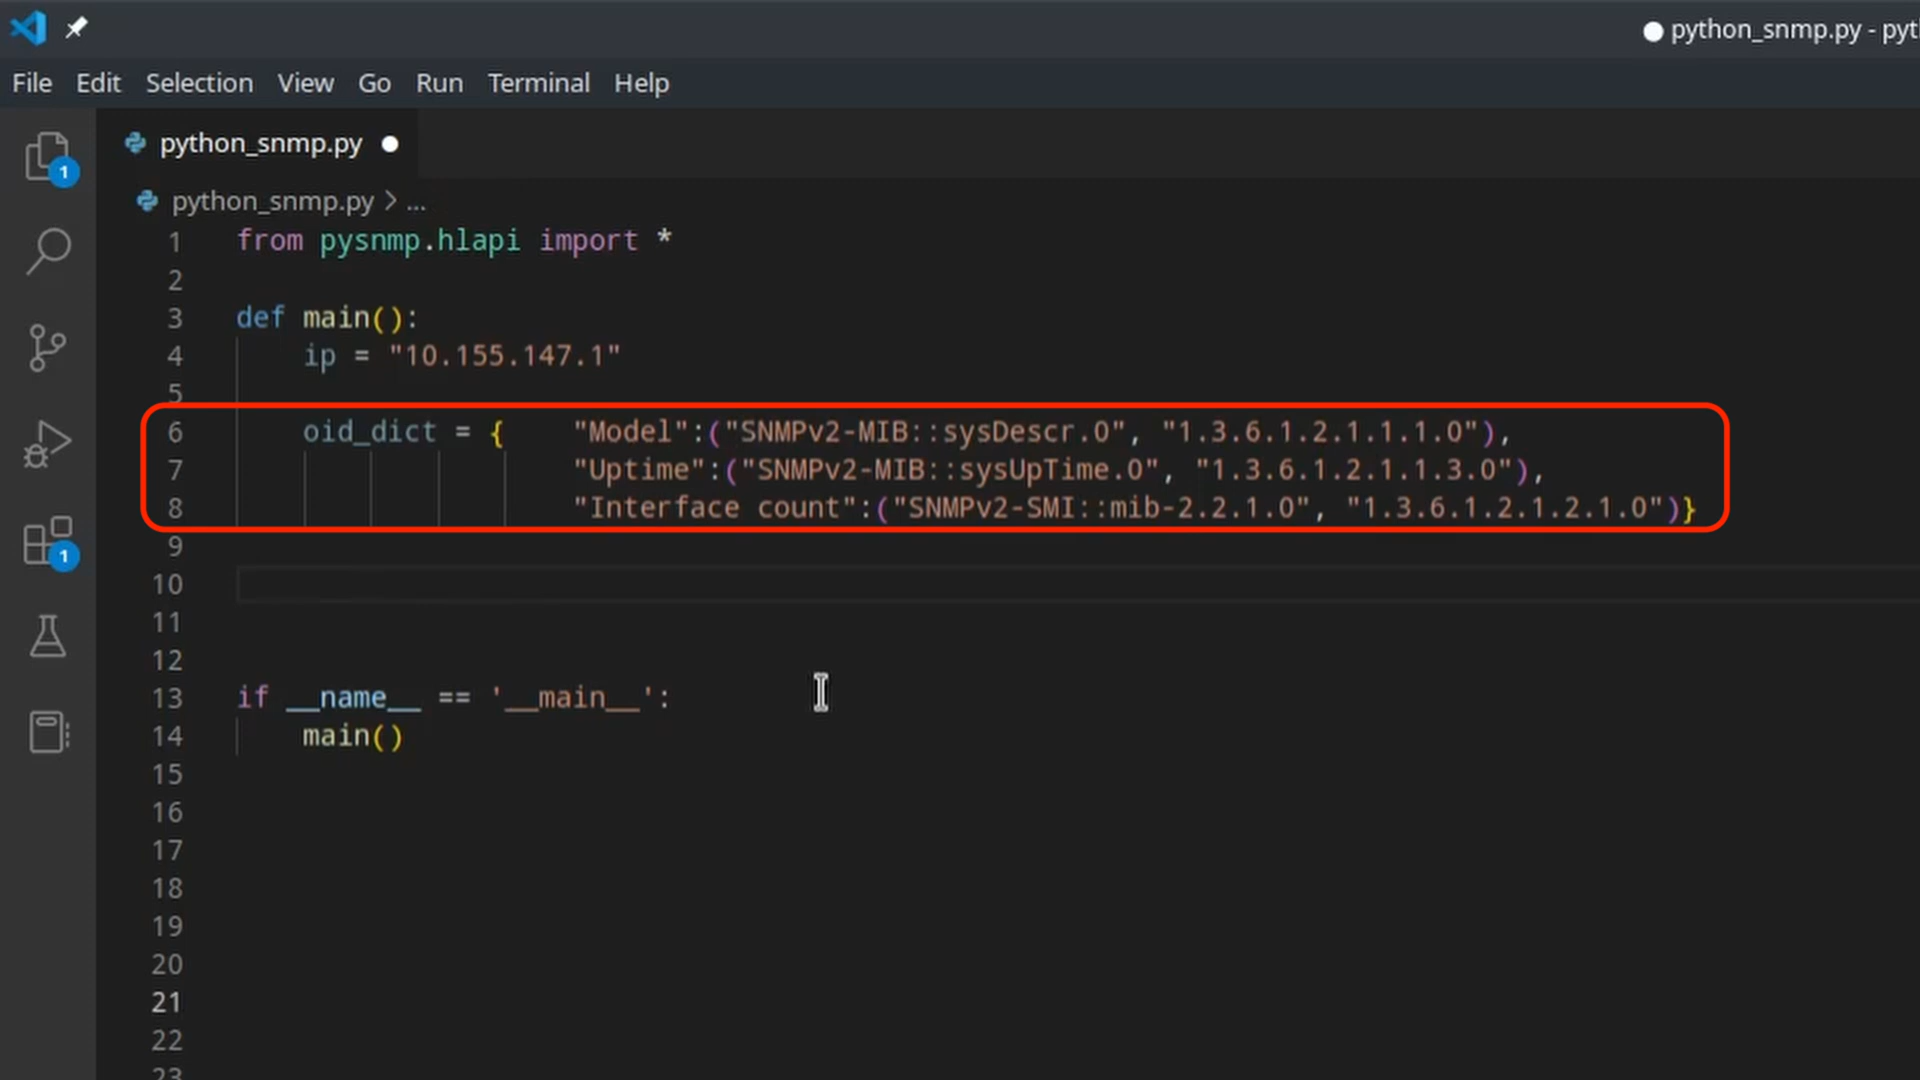 python_snmp.py - pyt
File Edit Selection View Go Run Terminal Help
python_snmp.py
python_snmp.py > ...
1
1 from pysnmp.hlapi import *
2
3 def main():
4 ip = "10.155.147.1"
5
6 oid_dict = { "Model":("SNMPv2-MIB::sysDescr.0", "1.3.6.1.2.1.1.1.0"),
7 "Uptime":("SNMPv2-MIB::sysUpTime.0", "1.3.6.1.2.1.1.3.0"),
8 "Interface count":("SNMPv2-SMI::mib-2.2.1.0", "1.3.6.1.2.1.2.1.0")}
9
1
10
11
12
13 if __name__ == '__main__':
14 main()
15
16
17
18
19
20
21
22
23